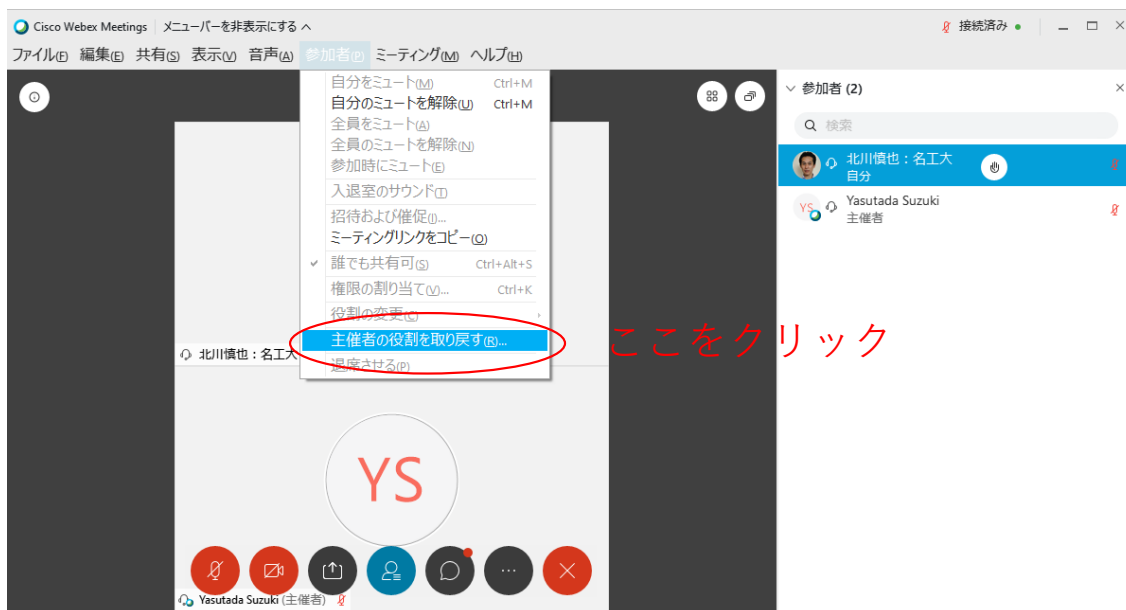 Cisco Webex Meetings メニューバーを非表示にする
接続済み
ファイル(F) 編集(E) 共有(S) 表示(V) 音声(A) 参加者(P) ミーティング(M) ヘルプ(H)
自分をミュート(M) Ctrl+M
自分のミュートを解除(U) Ctrl+M
全員をミュート(A)
全員のミュートを解除(N)
参加時にミュート(E)
入退室のサウンド(T)
招待および催促(I)...
ミーティングリンクをコピー(O)
誰でも共有可(S) Ctrl+Alt+S
権限の割り当て(V)... Ctrl+K
役割の変更(C)
主催者の役割を取り戻す(R)...
退席させる(P)
ここをクリック
北川慎也：名工大
YS
Yasutada Suzuki (主催者)
参加者 (2)
検索
北川慎也：名工大
自分
YS
Yasutada Suzuki
主催者